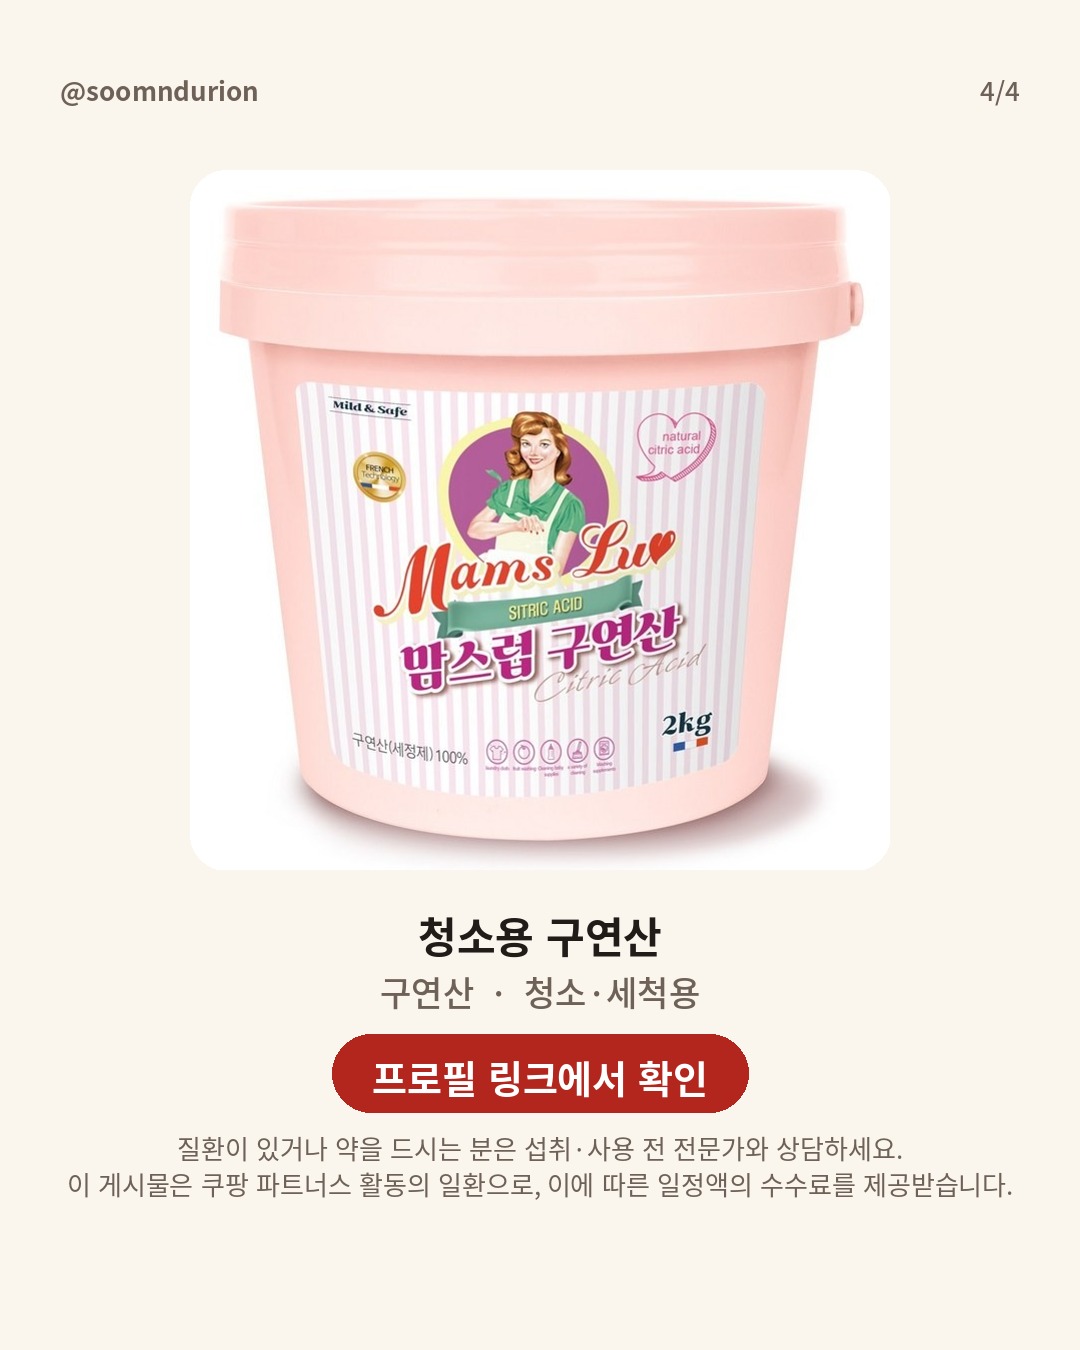 @soomndurion
4/4
Mild & Safe
natural
citric acid
FRENCH
Technology
Mams Luv
SITRIC ACID
맘스럽 구연산
Citric Acid
2kg
구연산(세정제)100%
청소용 구연산
구연산 · 청소·세척용
프로필 링크에서 확인
질환이 있거나 약을 드시는 분은 섭취·사용 전 전문가와 상담하세요.
이 게시물은 쿠팡 파트너스 활동의 일환으로, 이에 따른 일정액의 수수료를 제공받습니다.